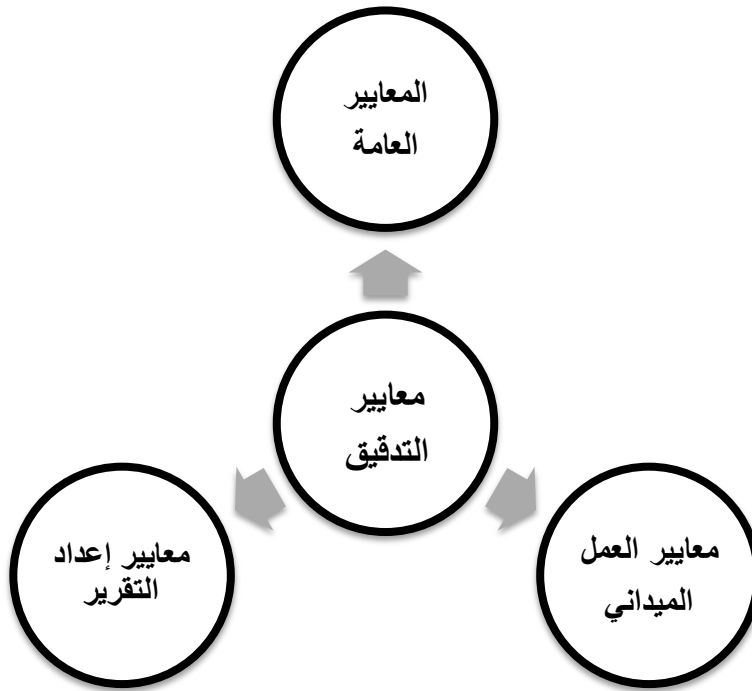 المعايير
العامة
معايير
التدقيق
معايير العمل
الميداني
معايير إعداد
التقرير